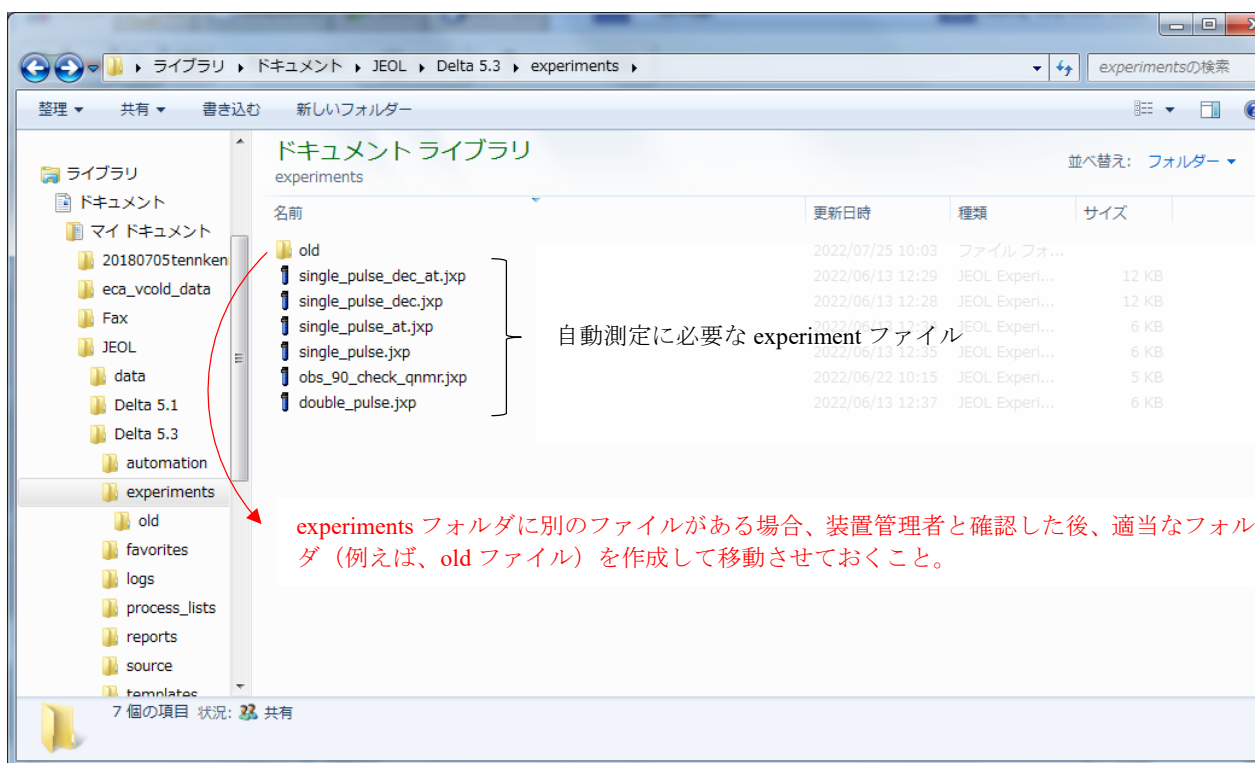 ライブラリ ▸ ドキュメント ▸ JEOL ▸ Delta 5.3 ▸ experiments ▸
experimentsの検索
整理 ▼ 共有 ▼ 書き込む 新しいフォルダー
ドキュメント ライブラリ
experiments
並べ替え: フォルダー ▼
名前 更新日時 種類 サイズ
old 2022/07/25 10:03 ファイル フォ...
single_pulse_dec_at.jxp 2022/06/13 12:29 JEOL Experi... 12 KB
single_pulse_dec.jxp 2022/06/13 12:28 JEOL Experi... 12 KB
single_pulse_at.jxp JEOL Experi... 6 KB
single_pulse.jxp 2022/06/13 12:35 JEOL Experi... 6 KB
obs_90_check_qnmr.jxp 2022/06/22 10:15 JEOL Experi... 5 KB
double_pulse.jxp 2022/06/13 12:37 JEOL Experi... 6 KB
自動測定に必要な experiment ファイル
experiments フォルダに別のファイルがある場合、装置管理者と確認した後、適当なフォル
ダ（例えば、old ファイル）を作成して移動させておくこと。
ライブラリ
ドキュメント
マイ ドキュメント
20180705tennken
eca_vcold_data
Fax
JEOL
data
Delta 5.1
Delta 5.3
automation
experiments
old
favorites
logs
process_lists
reports
source
templates
7 個の項目 状況: 共有